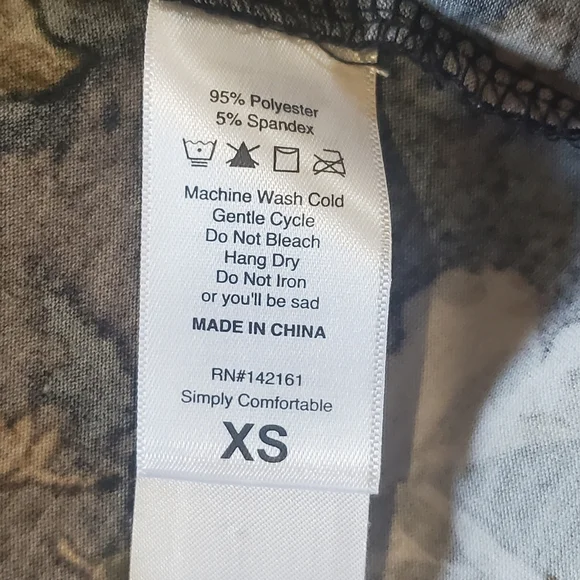 95% Polyester
5% Spandex
Machine Wash Cold
Gentle Cycle
Do Not Bleach
Hang Dry
Do Not Iron
or you'll be sad
MADE IN CHINA
RN#142161
Simply Comfortable
XS